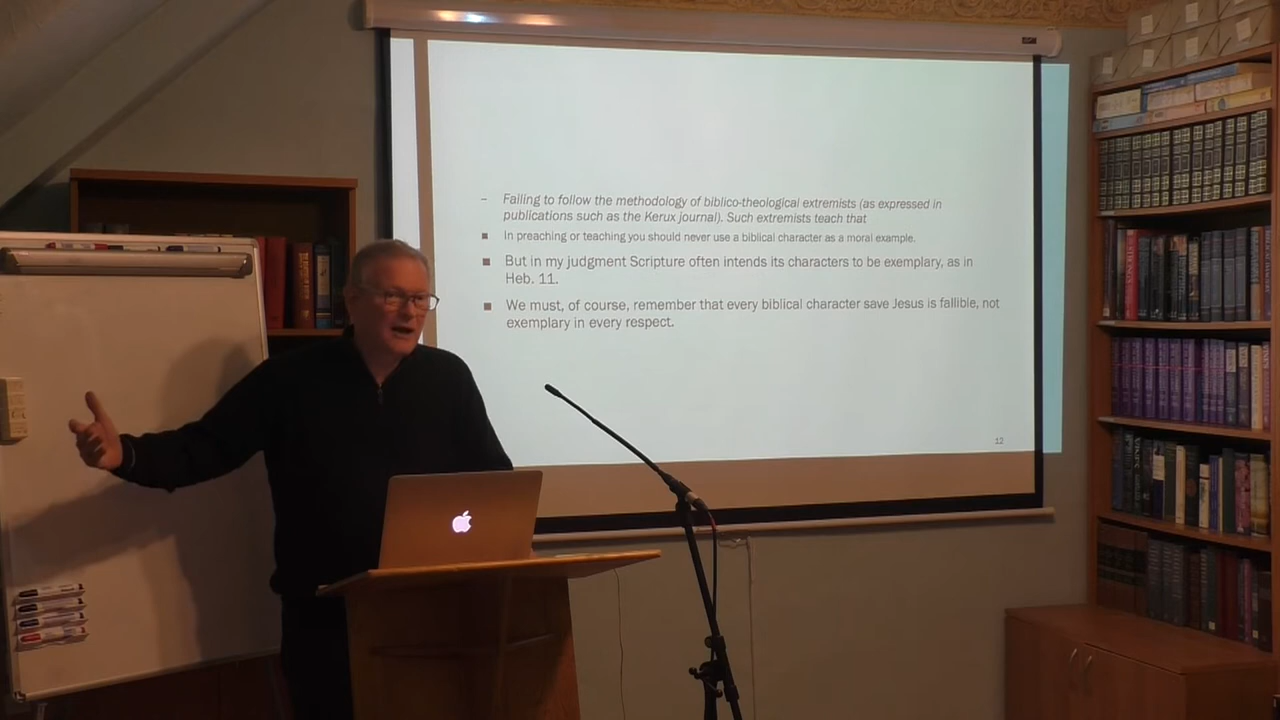 – Failing to follow the methodology of biblico-theological extremists (as expressed in
publications such as the Kerux journal). Such extremists teach that
■ In preaching or teaching you should never use a biblical character as a moral example.
■ But in my judgment Scripture often intends its characters to be exemplary, as in
Heb. 11.
■ We must, of course, remember that every biblical character save Jesus is fallible, not
exemplary in every respect.
12